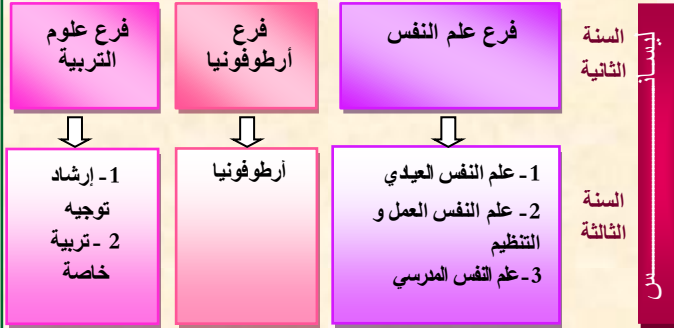 ليسانــــــــس
السنة
الثانية
فرع علم النفس
فرع
أرطوفونيا
فرع علوم
التربية
السنة
الثالثة
1- علم النفس العيادي
2- علم النفس العمل و
التنظيم
3-علم النفس المدرسي
أرطوفونيا
1- إرشاد
توجيه
2 - تربية
خاصة